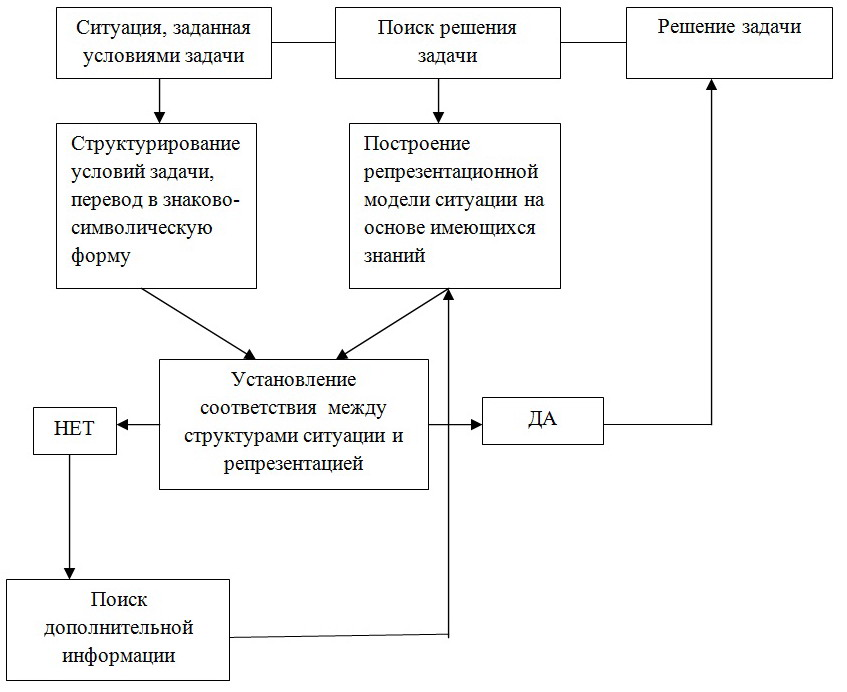 Ситуация, заданная
условиями задачи
Поиск решения
задачи
Решение задачи
Структурирование
условий задачи,
перевод в знаково-
символическую
форму
Построение
репрезентационной
модели ситуации на
основе имеющихся
знаний
Установление
соответствия между
структурами ситуации и
репрезентацией
НЕТ
ДА
Поиск
дополнительной
информации